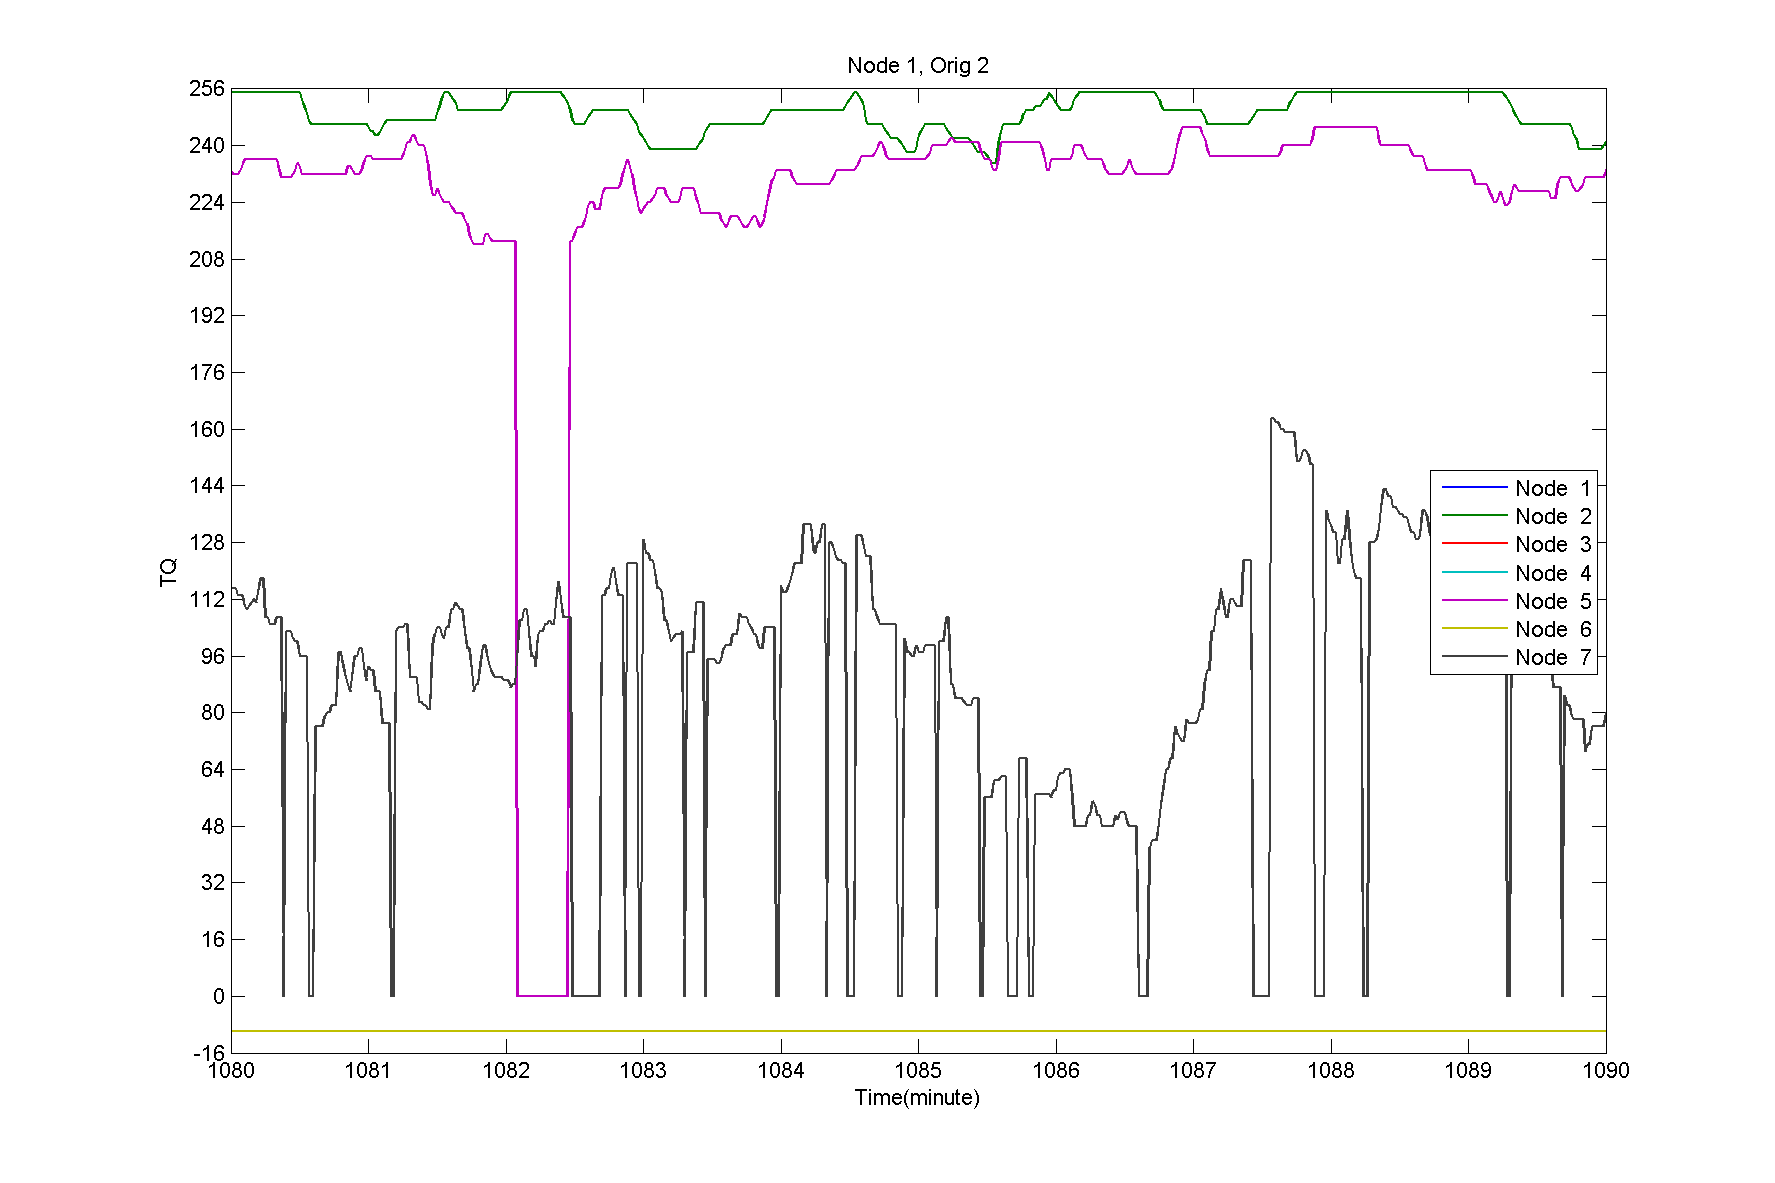 Node 1, Orig 2
256
240
224
208
192
176
160
144
128
112
96
80
64
48
32
16
0
-16
TQ
Node 1
Node 2
Node 3
Node 4
Node 5
Node 6
Node 7
1080 1081 1082 1083 1084 1085 1086 1087 1088 1089 1090
Time(minute)